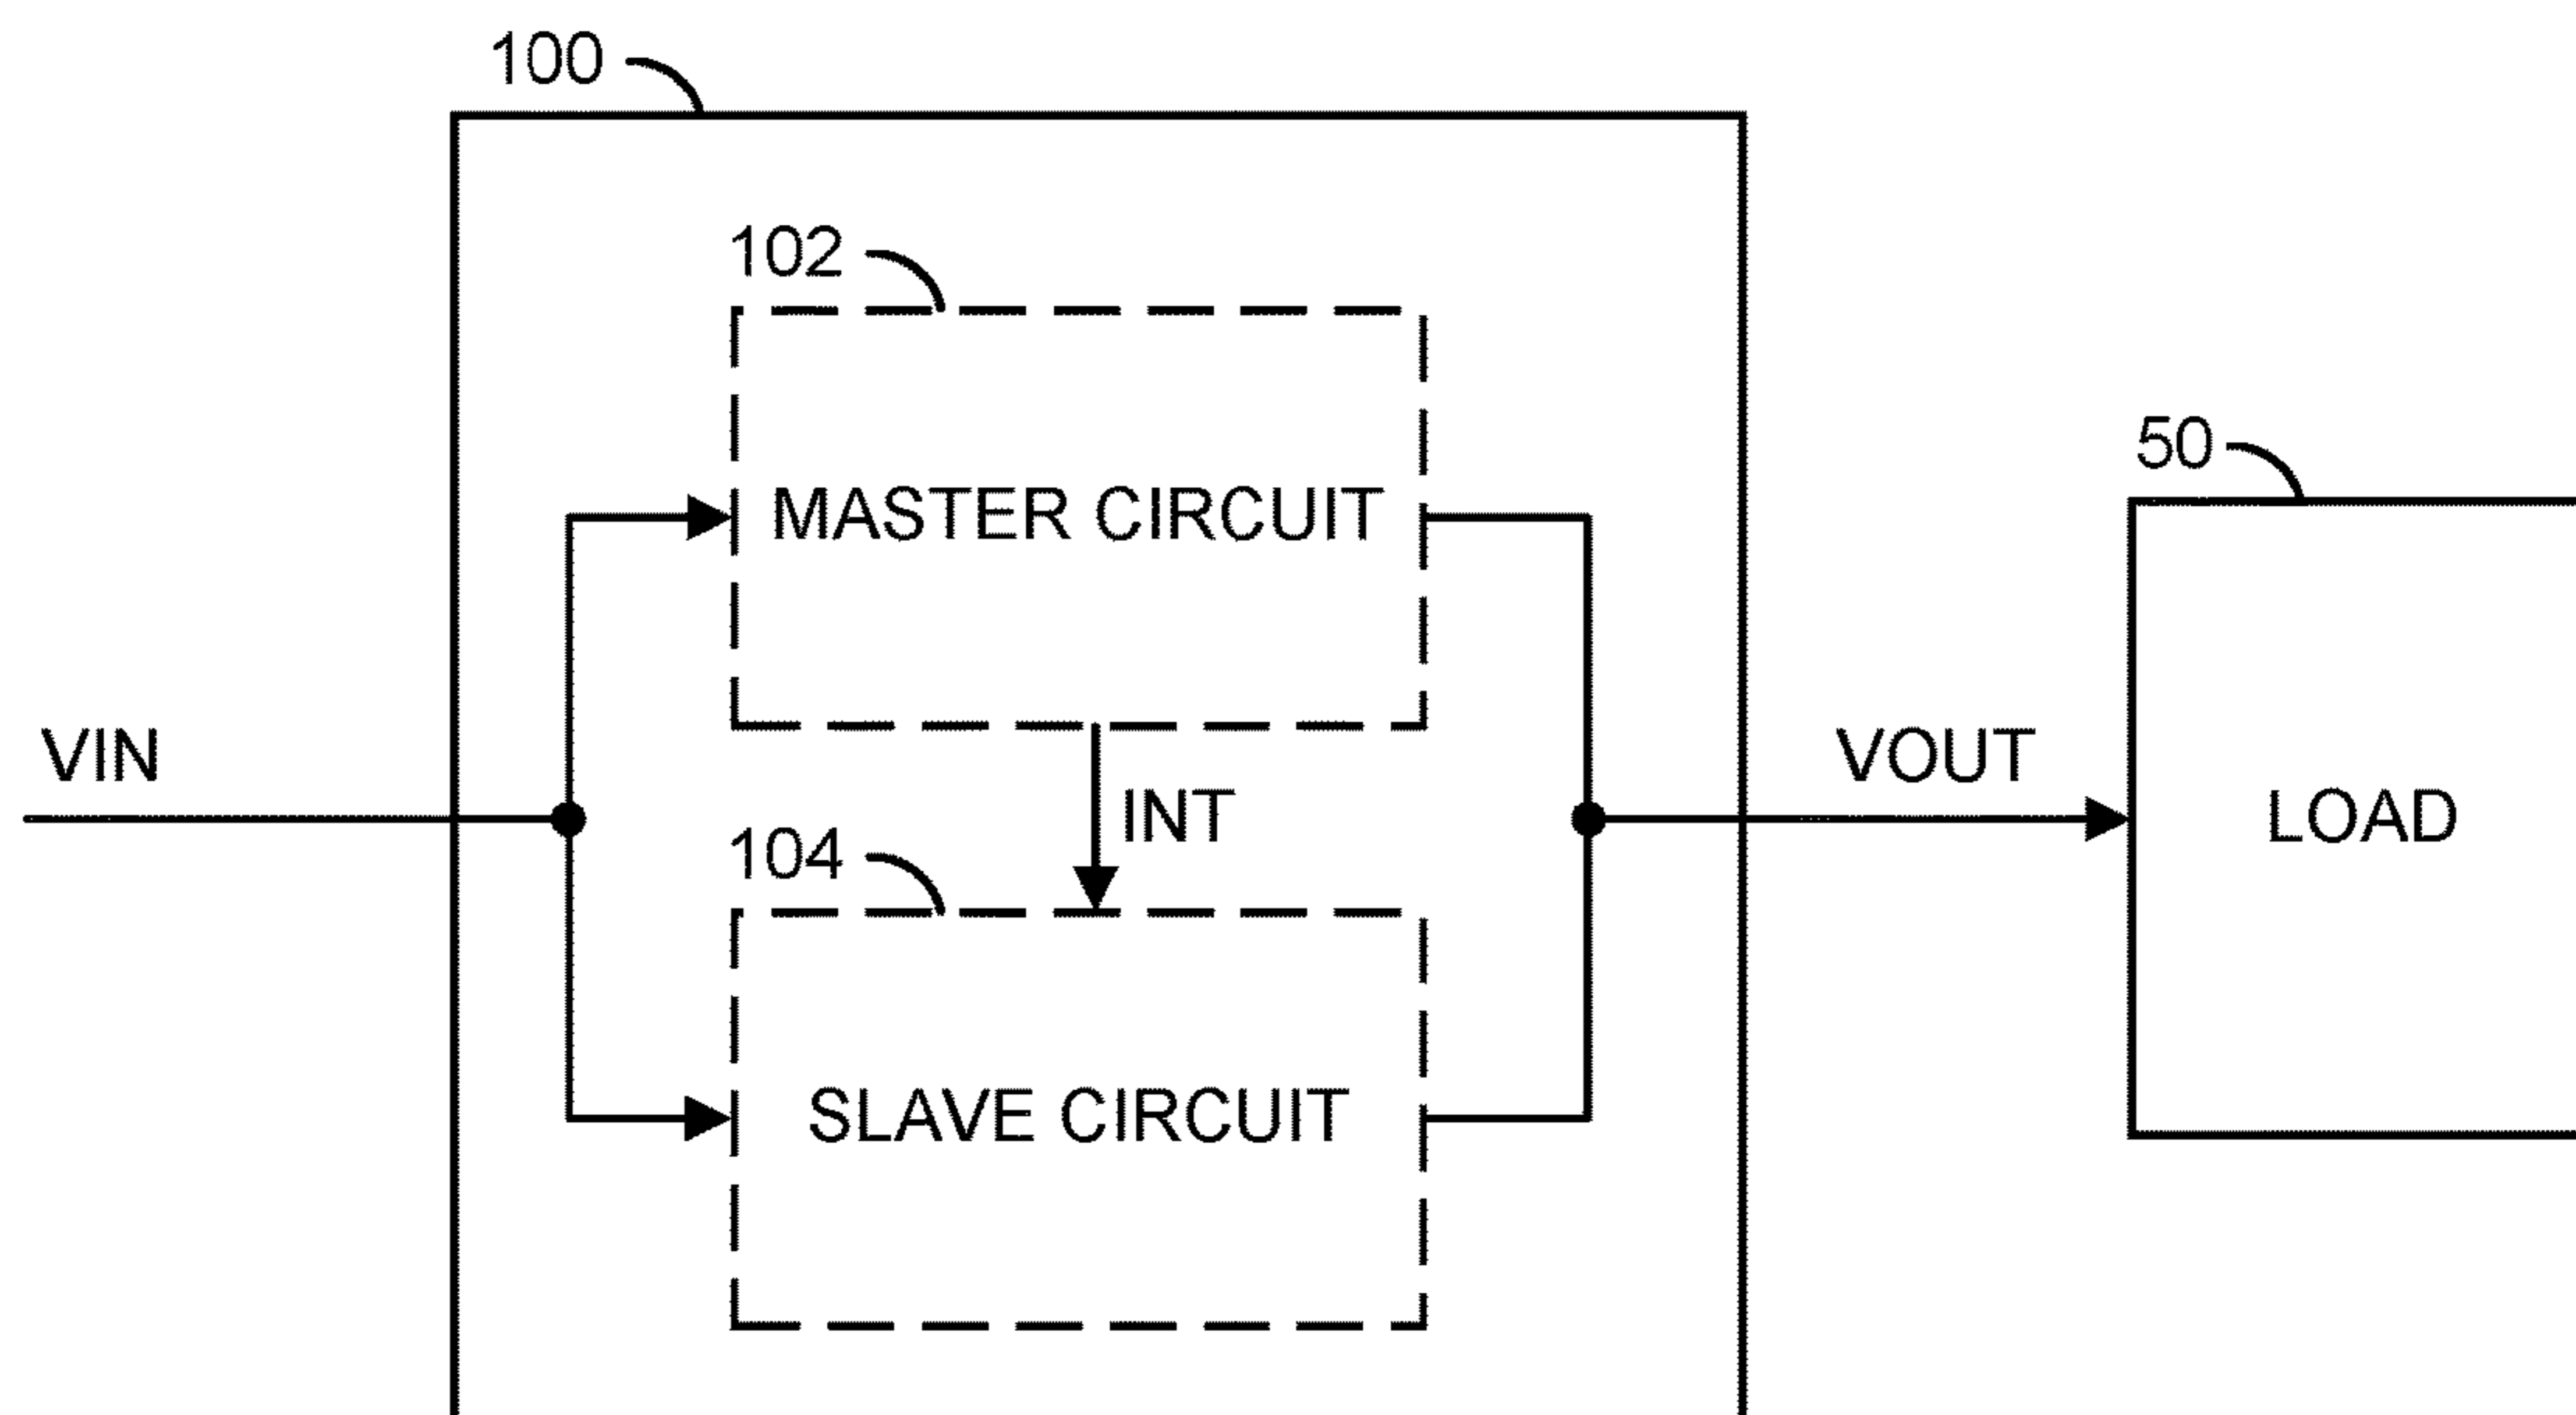 100
102
MASTER CIRCUIT
50
VIN
INT
VOUT
LOAD
104
SLAVE CIRCUIT